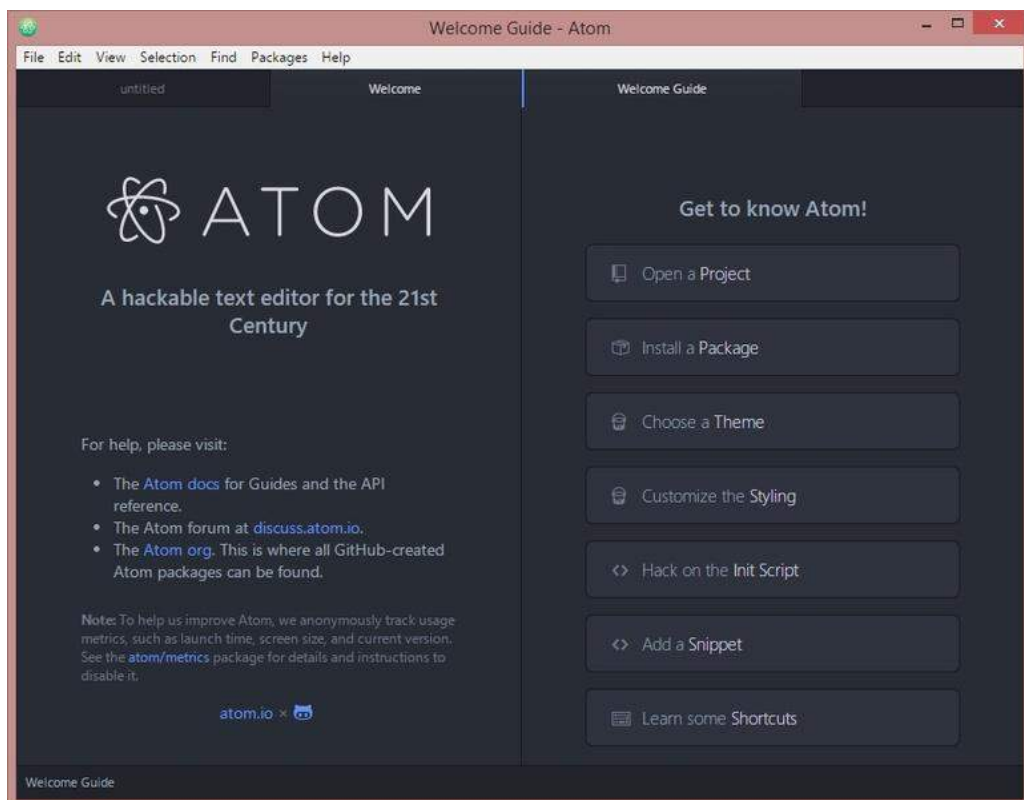 Welcome Guide - Atom
File Edit View Selection Find Packages Help
untitled
Welcome
Welcome Guide
ATOM
A hackable text editor for the 21st
Century
For help, please visit:
• The Atom docs for Guides and the API
reference.
• The Atom forum at discuss.atom.io.
• The Atom org. This is where all GitHub-created
Atom packages can be found.
Note: To help us improve Atom, we anonymously track usage
metrics, such as launch time, screen size, and current version.
See the atom/metrics package for details and instructions to
disable it.
atom.io ×
Get to know Atom!
Open a Project
Install a Package
Choose a Theme
Customize the Styling
Hack on the Init Script
Add a Snippet
Learn some Shortcuts
Welcome Guide